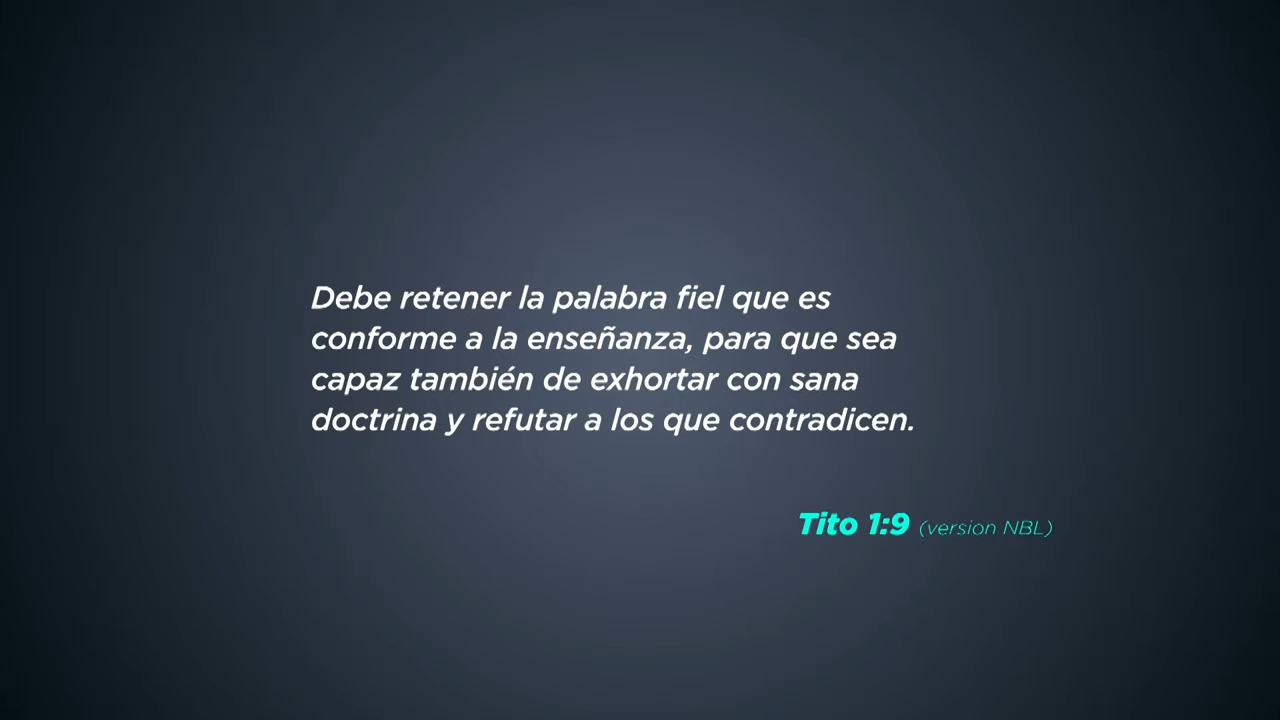 Debe retener la palabra fiel que es
conforme a la enseñanza, para que sea
capaz también de exhortar con sana
doctrina y refutar a los que contradicen.
Tito 1:9 (version NBL)